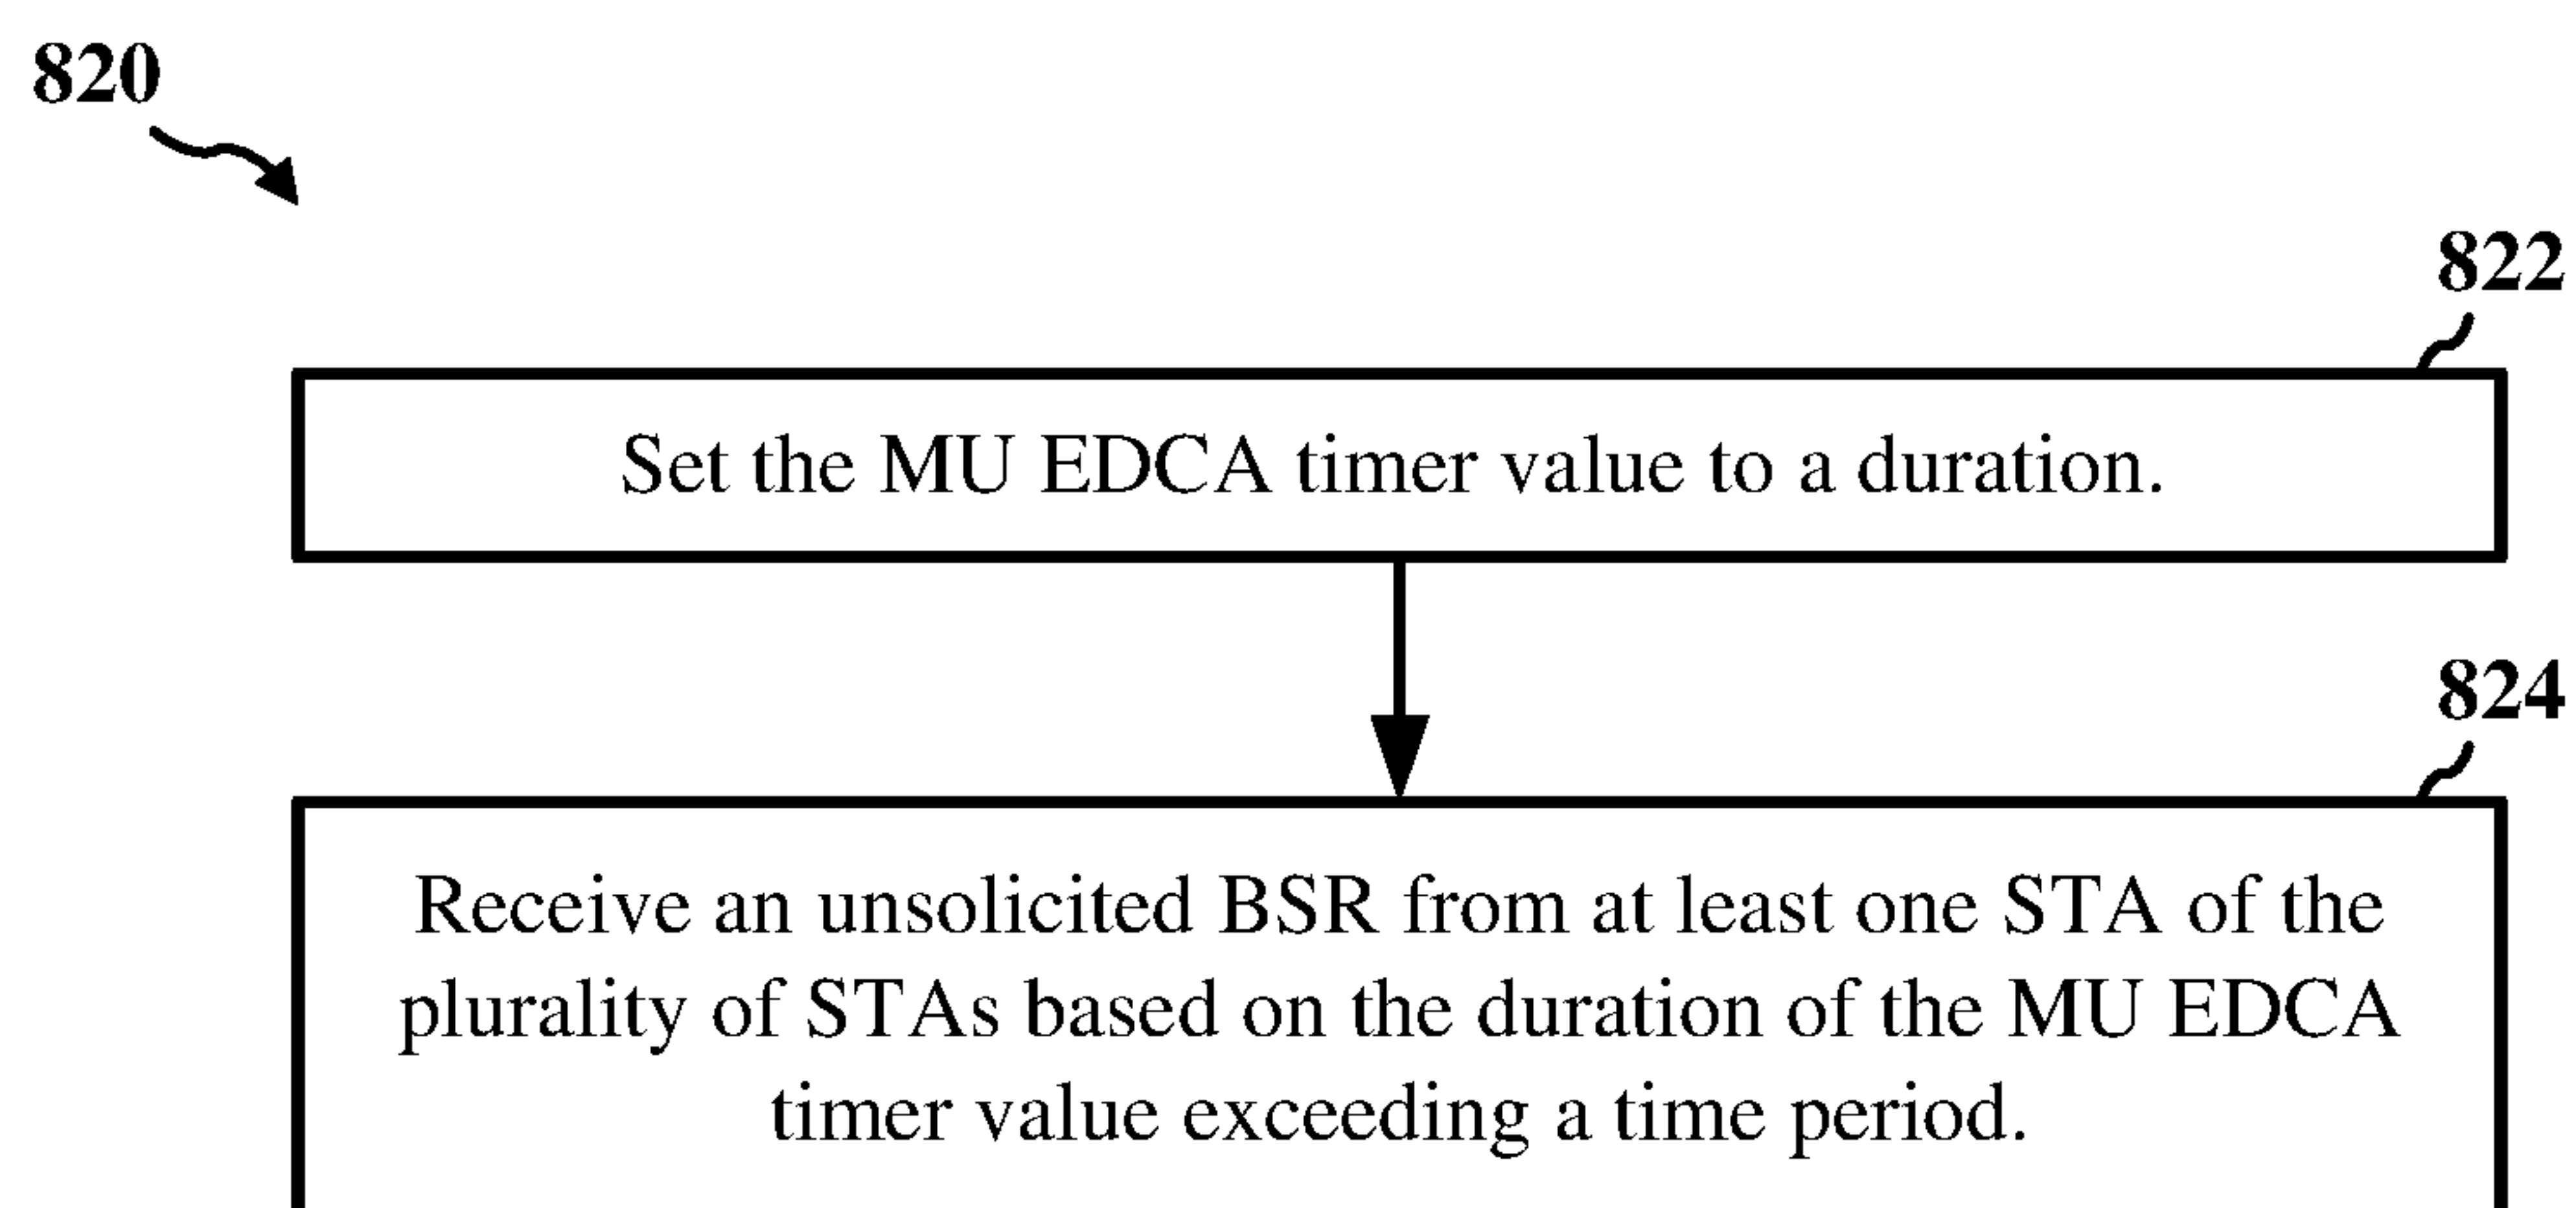 820
822
Set the MU EDCA timer value to a duration.
824
Receive an unsolicited BSR from at least one STA of the
plurality of STAs based on the duration of the MU EDCA
timer value exceeding a time period.